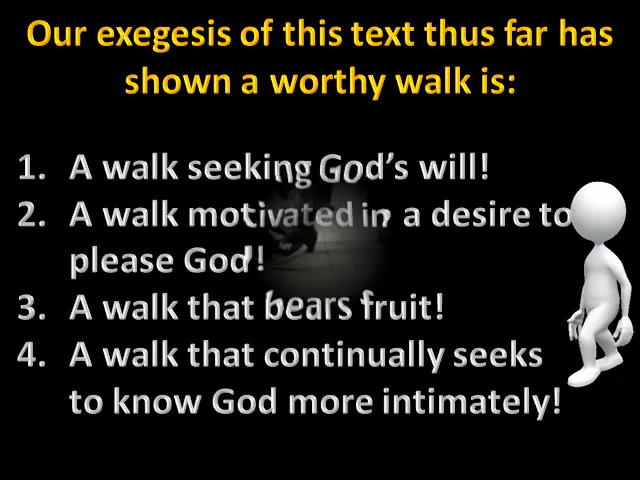 Our exegesis of this text thus far has
shown a worthy walk is:
1. A walk seeking God's will!
2. A walk motivated in a desire to
please God!
3. A walk that bears fruit!
4. A walk that continually seeks
to know God more intimately!